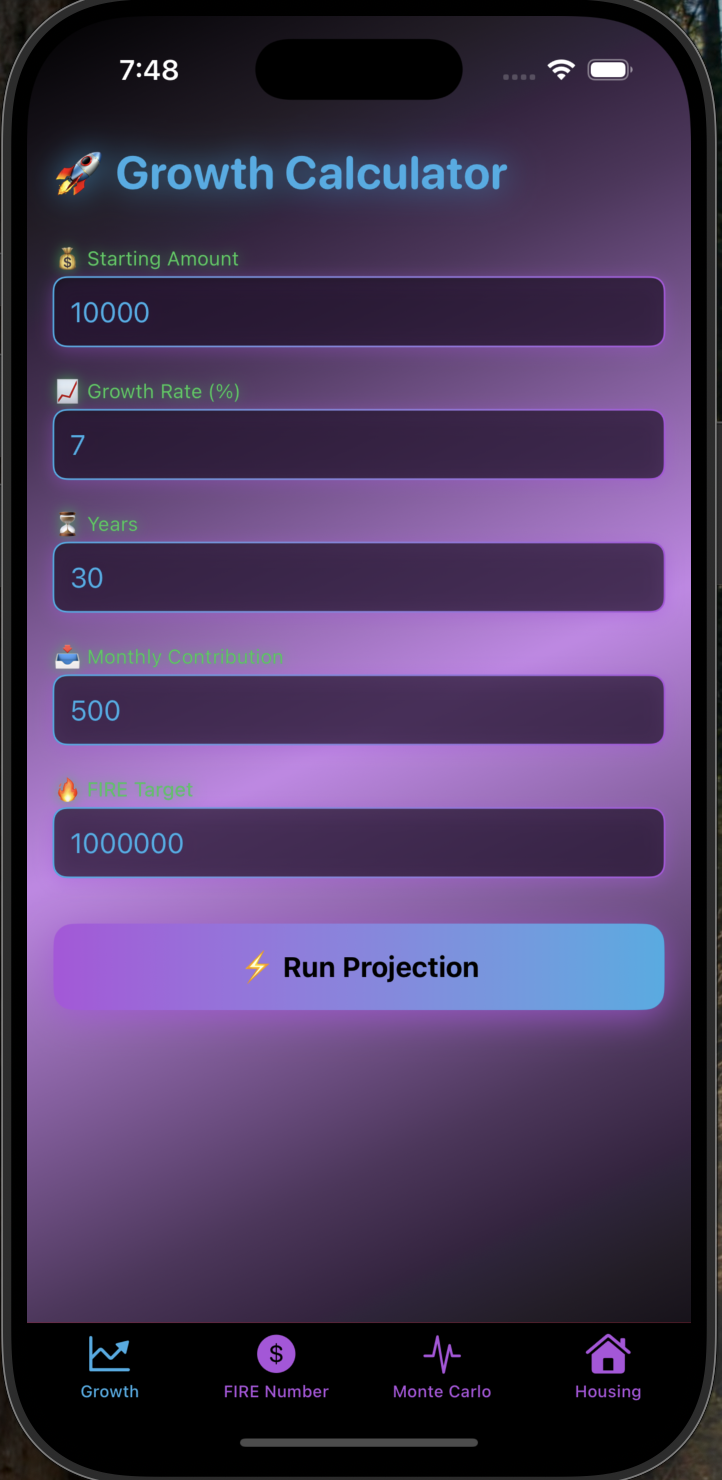 7:48
🚀 Growth Calculator
💰 Starting Amount
10000
📈 Growth Rate (%)
7
⏳ Years
30
📥 Monthly Contribution
500
🔥 FIRE Target
1000000
⚡ Run Projection
$
Growth FIRE Number Monte Carlo Housing